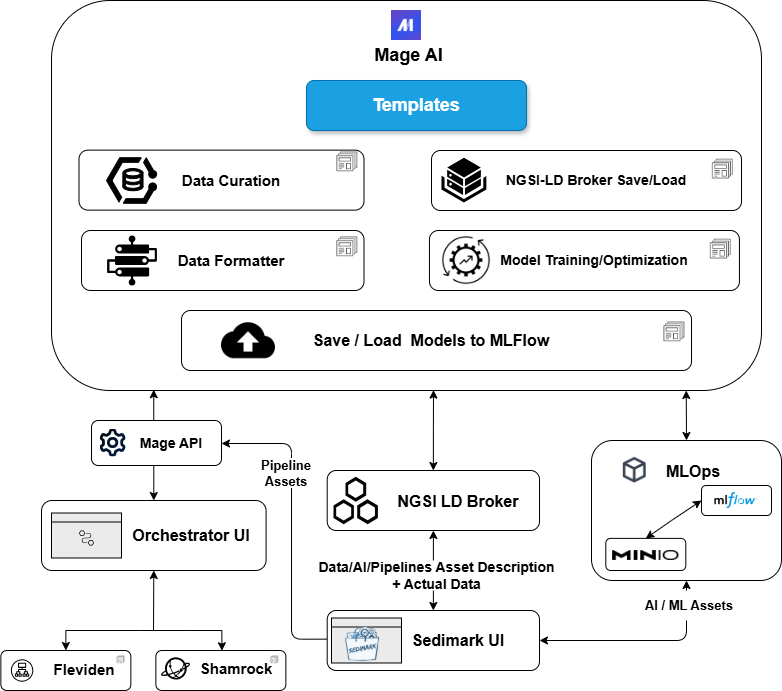 Mage AI
Templates
Data Curation
NGSI-LD Broker Save/Load
Data Formatter
Model Training/Optimization
Save / Load Models to MLFlow
Mage API
Pipeline
Assets
MLOps
mlflow
NGSI LD Broker
Orchestrator UI
MINIO
Data/AI/Pipelines Asset Description
+ Actual Data
AI / ML Assets
SEDIMARK
Sedimark UI
Fleviden
Shamrock